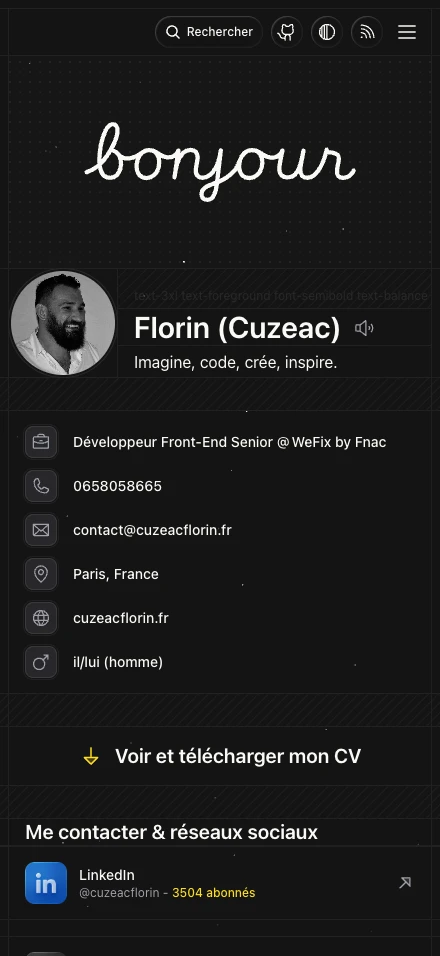 Rechercher
bonjour
text-3xl text-foreground font-semibold text-balance
Florin (Cuzeac)
Imagine, code, crée, inspire.
Développeur Front-End Senior @WeFix by Fnac
0658058665
contact@cuzeacflorin.fr
Paris, France
cuzeacflorin.fr
il/lui (homme)
Voir et télécharger mon CV
Me contacter & réseaux sociaux
in
LinkedIn
@cuzeacflorin - 3504 abonnés